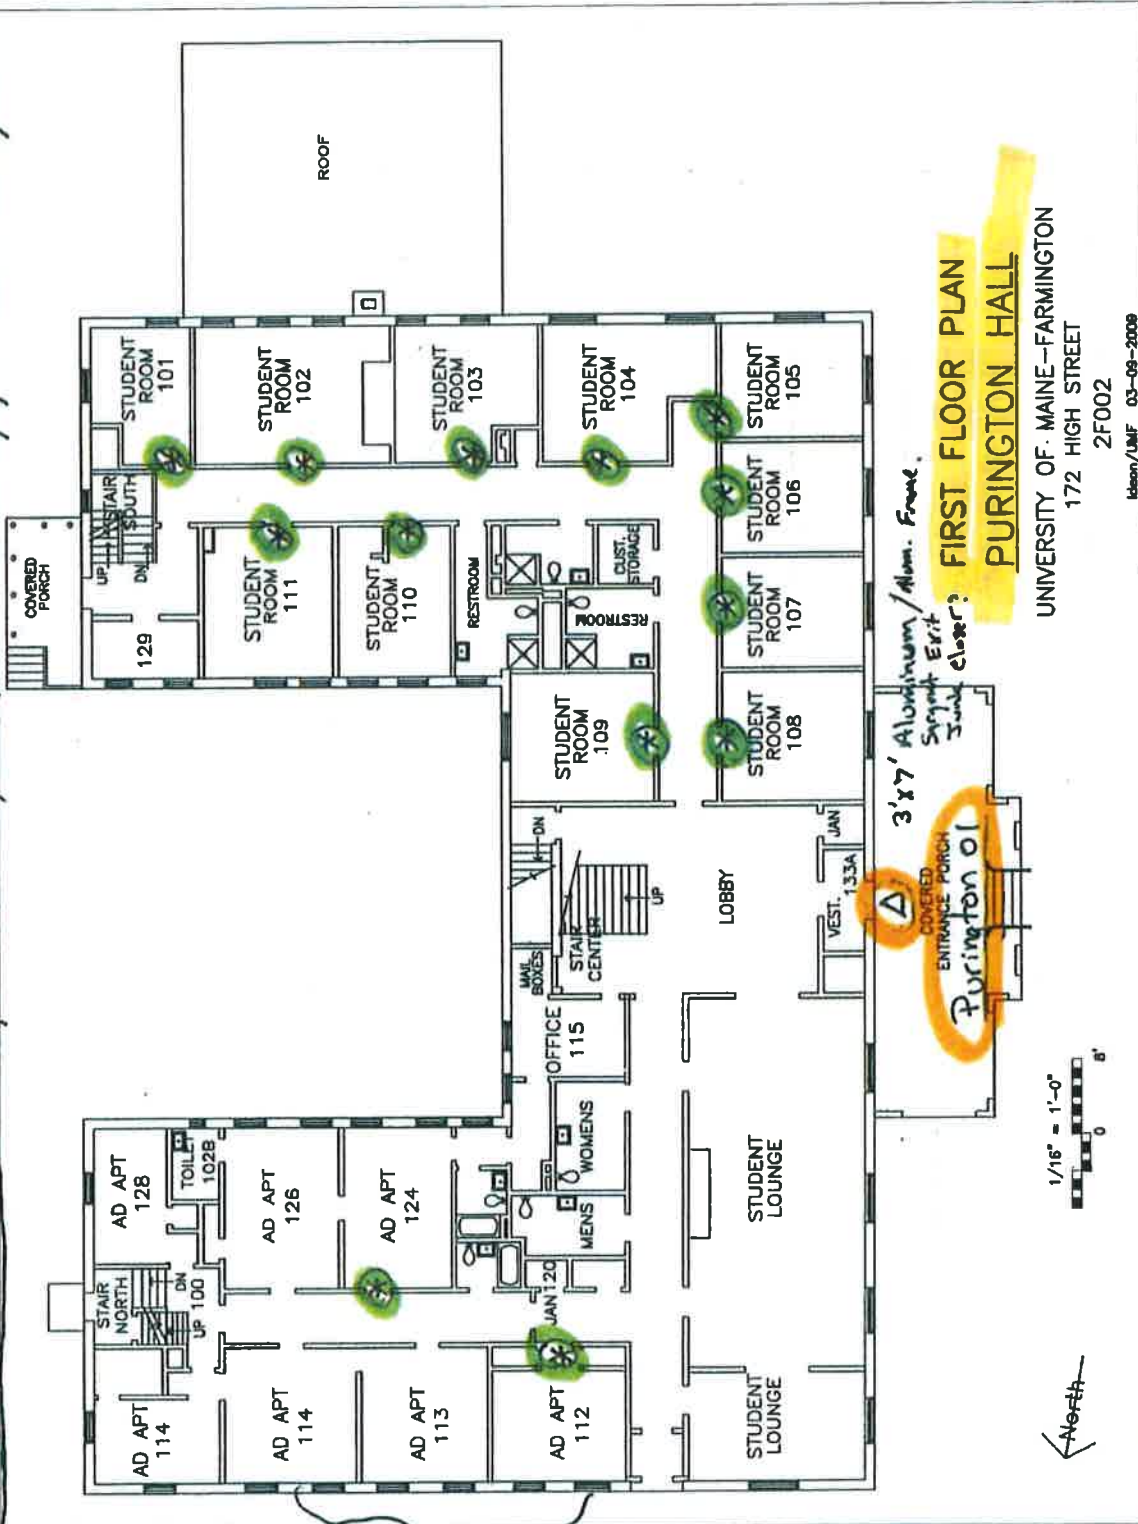 ROOF
COVERED
PORCH
STUDENT
ROOM
101
STUDENT
ROOM
102
STUDENT
ROOM
103
STUDENT
ROOM
104
STUDENT
ROOM
105
STUDENT
ROOM
106
STUDENT
ROOM
107
STUDENT
ROOM
108
STUDENT
ROOM
109
STUDENT
ROOM
110
STUDENT
ROOM
111
STAIR
SOUTH
UP
DN
129
RESTROOM
RESTROOM
CUST.
STORAGE
DN
UP
STAIR
CENTER
MAIL
BOXES
OFFICE
115
LOBBY
JAN
VEST.
133A
WOMENS
MENS
JAN 120
AD APT
128
TOILET
102B
AD APT
126
AD APT
124
STAIR
NORTH
DN
UP
100
AD APT
114
AD APT
114
AD APT
113
AD APT
112
STUDENT
LOUNGE
STUDENT
LOUNGE
COVERED
ENTRANCE PORCH
Purington 01
3'x7' Aluminum / Alum. Frame.
Sargent Exit
closer?
FIRST FLOOR PLAN
PURINGTON HALL
UNIVERSITY OF MAINE-FARMINGTON
172 HIGH STREET
2F002
03-09-2009
1/16" = 1'-0"
0 8'
North